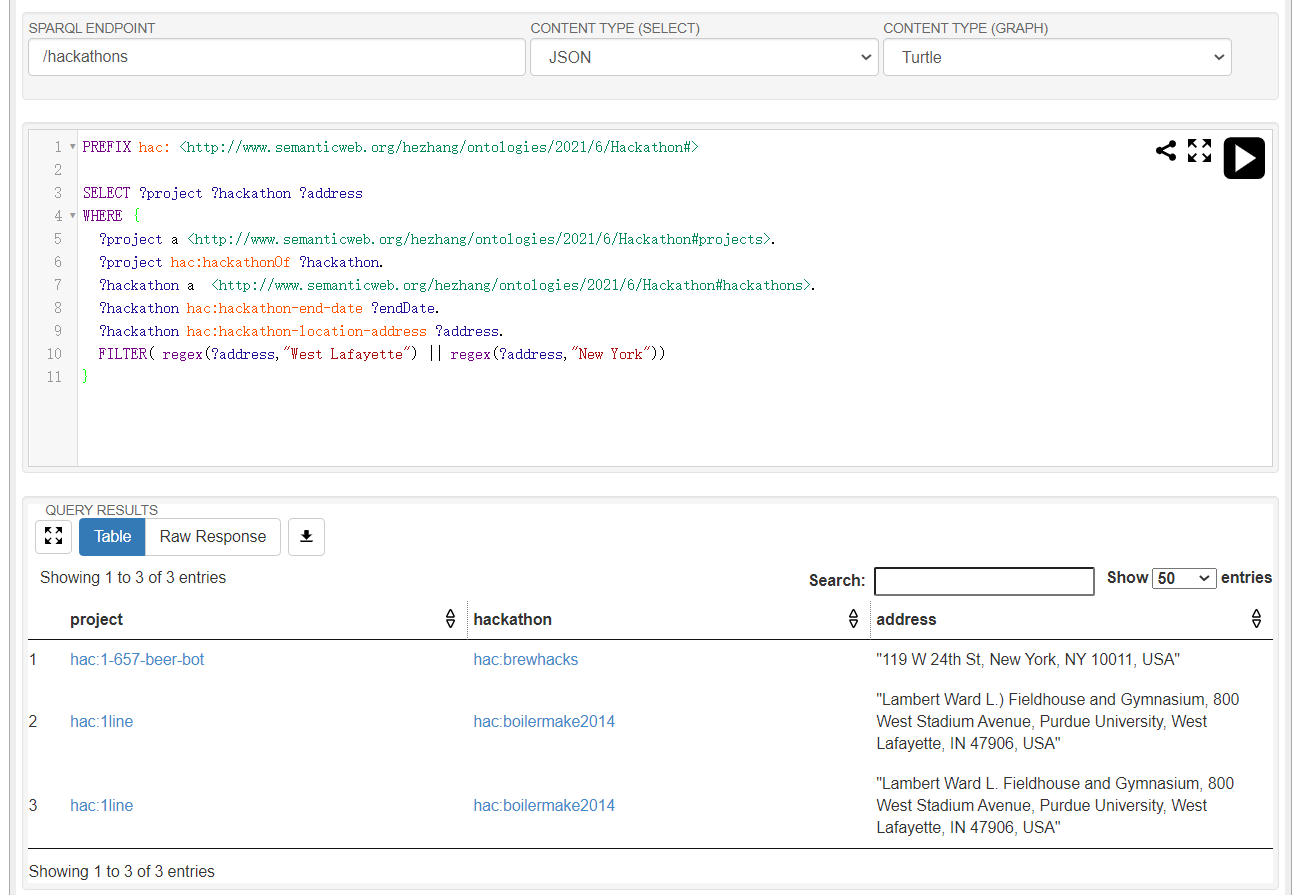 SPARQL ENDPOINT CONTENT TYPE (SELECT) CONTENT TYPE (GRAPH)
/hackathons JSON Turtle
1 PREFIX hac: <http://www.semanticweb.org/hezhang/ontologies/2021/6/Hackathon#>
2
3 SELECT ?project ?hackathon ?address
4 WHERE {
5 ?project a <http://www.semanticweb.org/hezhang/ontologies/2021/6/Hackathon#projects>.
6 ?project hac:hackathonOf ?hackathon.
7 ?hackathon a  <http://www.semanticweb.org/hezhang/ontologies/2021/6/Hackathon#hackathons>.
8 ?hackathon hac:hackathon-end-date ?endDate.
9 ?hackathon hac:hackathon-location-address ?address.
10 FILTER( regex(?address,"West Lafayette") || regex(?address,"New York"))
11 }
QUERY RESULTS
Table Raw Response
Showing 1 to 3 of 3 entries Search: Show 50 entries
project hackathon address
1 hac:1-657-beer-bot hac:brewhacks "119 W 24th St, New York, NY 10011, USA"
"Lambert Ward L.) Fieldhouse and Gymnasium, 800
2 hac:1line hac:boilermake2014 West Stadium Avenue, Purdue University, West
Lafayette, IN 47906, USA"
"Lambert Ward L. Fieldhouse and Gymnasium, 800
3 hac:1line hac:boilermake2014 West Stadium Avenue, Purdue University, West
Lafayette, IN 47906, USA"
Showing 1 to 3 of 3 entries